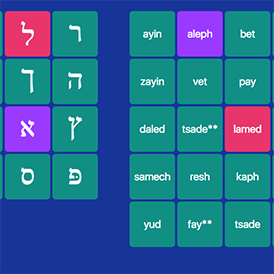 ל ר
ך ה
א ץ
ס פּ
ayin aleph bet
zayin vet pay
daled tsade** lamed
samech resh kaph
yud fay** tsade